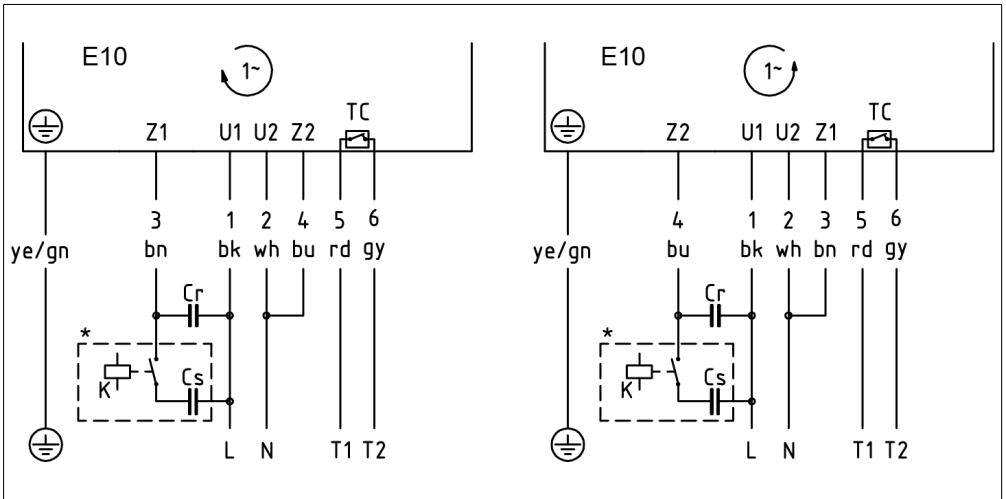 E10 1~ TC
Z1 U1 U2 Z2
3 1 2 4 5 6
ye/gn bn bk wh bu rd gy
Cr
*
K Cs
L N T1 T2
E10 1~ TC
Z2 U1 U2 Z1
4 1 2 3 5 6
ye/gn bu bk wh bn rd gy
Cr
*
K Cs
L N T1 T2